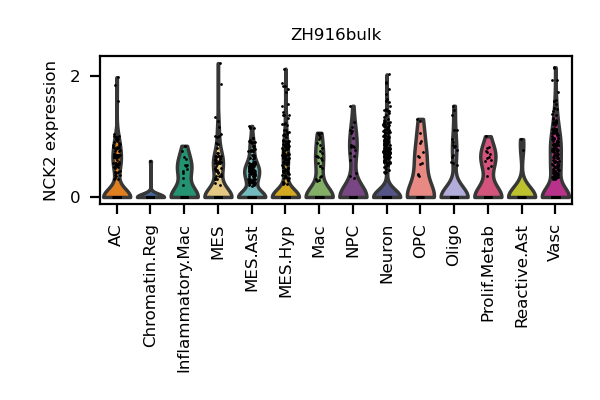 ZH916bulk
NCK2 expression
2
0
AC
Chromatin.Reg
Inflammatory.Mac
MES
MES.Ast
MES.Hyp
Mac
NPC
Neuron
OPC
Oligo
Prolif.Metab
Reactive.Ast
Vasc